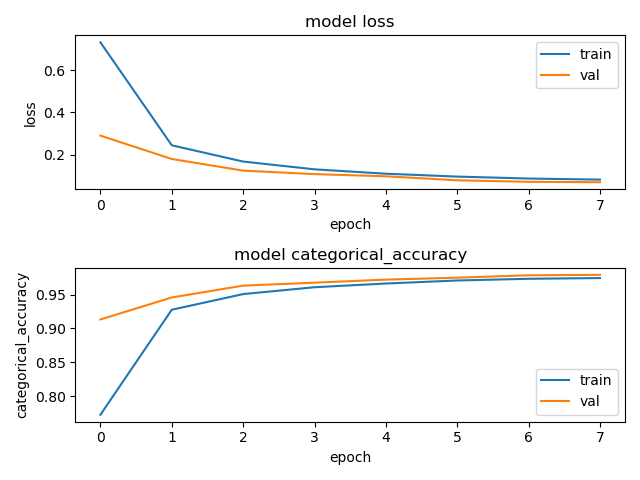 model loss
train
val
0.6
0.4
0.2
loss
0 1 2 3 4 5 6 7
epoch
model categorical_accuracy
0.95
0.90
0.85
0.80
categorical_accuracy
train
val
0 1 2 3 4 5 6 7
epoch